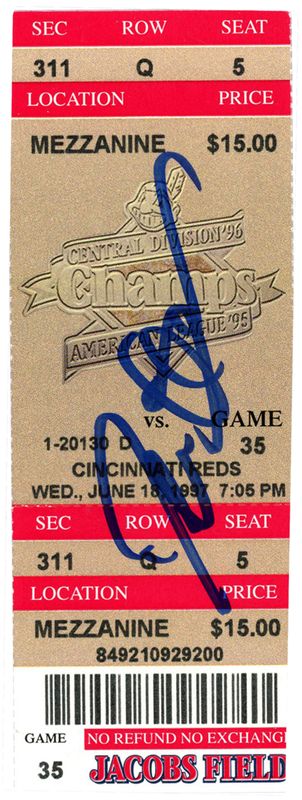 SEC ROW SEAT
311 Q 5
LOCATION PRICE
MEZZANINE $15.00
CENTRAL DIVISION '96
Champs
AMERICAN LEAGUE '95
vs. GAME
1-20130 D 35
CINCINNATI REDS
WED., JUNE 18, 1997 7:05 PM
SEC ROW SEAT
311 Q 5
LOCATION PRICE
MEZZANINE $15.00
849210929200
GAME NO REFUND NO EXCHANG
35 JACOBS FIELD